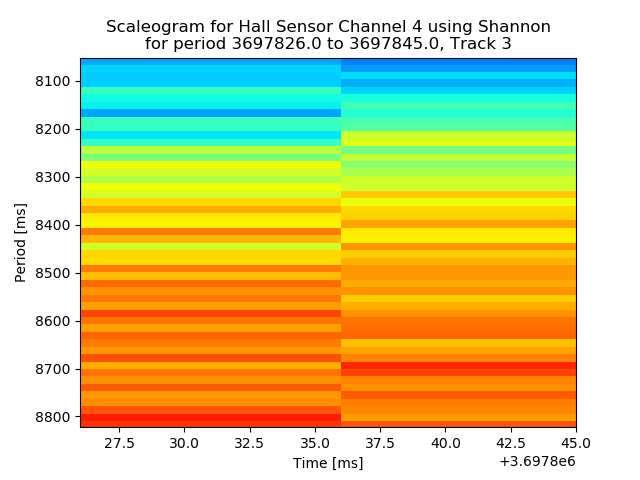 Scaleogram for Hall Sensor Channel 4 using Shannon
for period 3697826.0 to 3697845.0, Track 3
Period [ms]
8100
8200
8300
8400
8500
8600
8700
8800
27.5 30.0 32.5 35.0 37.5 40.0 42.5 45.0
Time [ms]
+3.6978e6